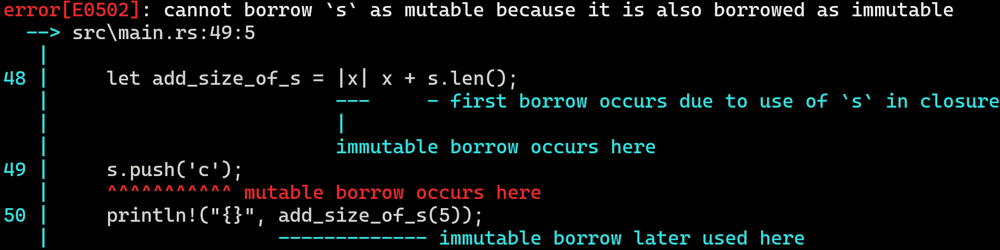 error[E0502]: cannot borrow `s` as mutable because it is also borrowed as immutable
  --> src\main.rs:49:5
   |
48 |     let add_size_of_s = |x| x + s.len();
   |                         ---     - first borrow occurs due to use of `s` in closure
   |                         |
   |                         immutable borrow occurs here
49 |     s.push('c');
   |     ^^^^^^^^^^^ mutable borrow occurs here
50 |     println!("{}", add_size_of_s(5));
   |                    ------------- immutable borrow later used here